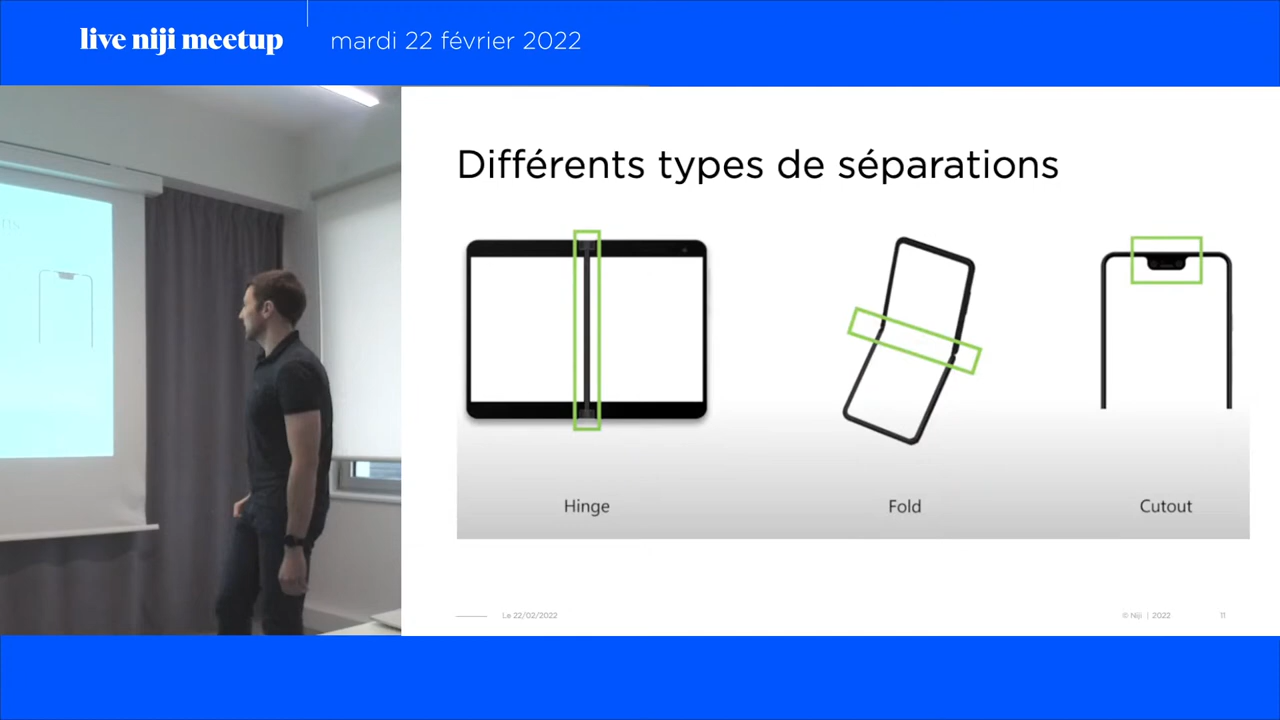 live niji meetup
mardi 22 février 2022
Différents types de séparations
Hinge
Fold
Cutout
Le 22/02/2022
© Niji | 2022
11